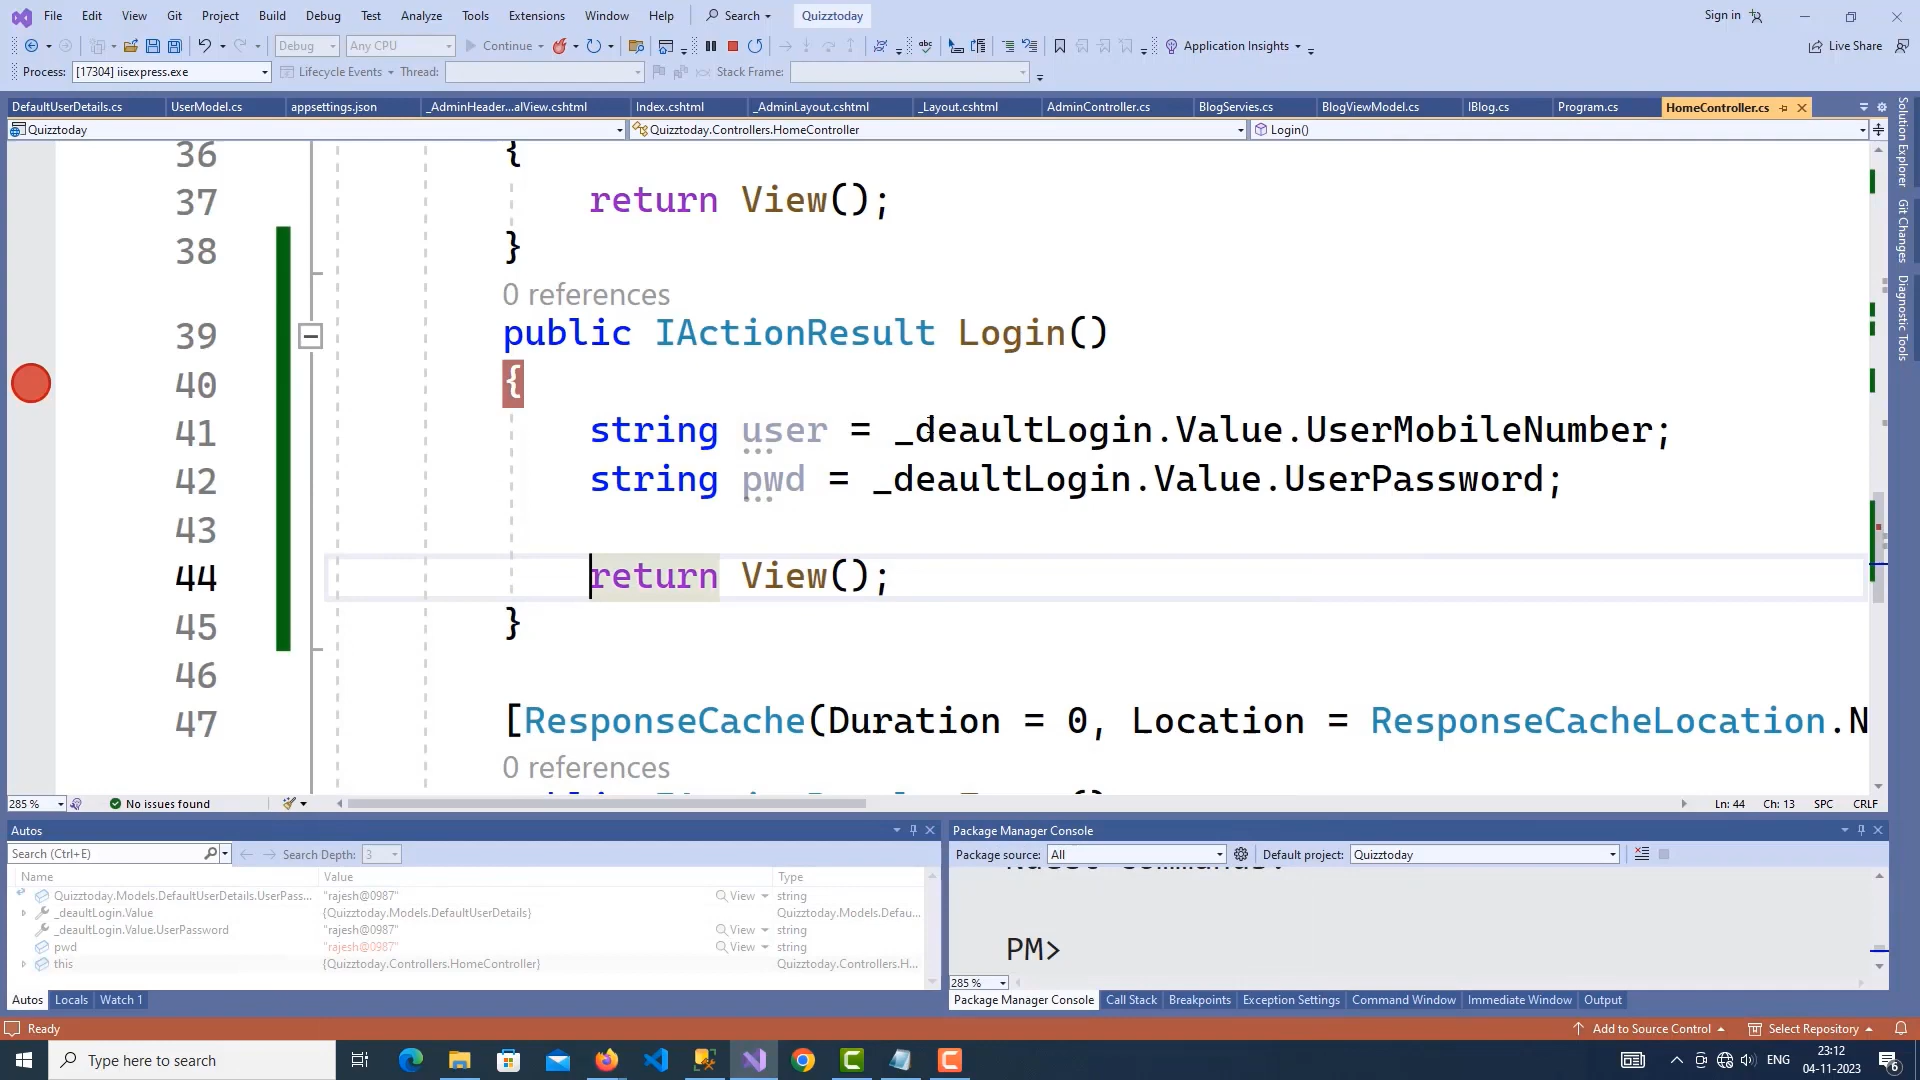 File Edit View Git Project Build Debug Test Analyze Tools Extensions Window Help Search Quizztoday Sign in
Debug Any CPU Continue Application Insights Live Share
Process: [17304] iisexpress.exe Lifecycle Events Thread: Stack Frame:
DefaultUserDetails.cs UserModel.cs appsettings.json _AdminHeader...alView.cshtml Index.cshtml _AdminLayout.cshtml _Layout.cshtml AdminController.cs BlogServies.cs BlogViewModel.cs IBlog.cs Program.cs HomeController.cs
Quizztoday Quizztoday.Controllers.HomeController Login()
Solution Explorer
Git Changes
Diagnostic Tools
36 {
37 return View();
38 }
0 references
39 public IActionResult Login()
40 {
41 string user = _deaultLogin.Value.UserMobileNumber;
42 string pwd = _deaultLogin.Value.UserPassword;
43
44 return View();
45 }
46
47 [ResponseCache(Duration = 0, Location = ResponseCacheLocation.N
0 references
285 % No issues found Ln: 44 Ch: 13 SPC CRLF
Autos
Search (Ctrl+E) Search Depth: 3
Name Value Type
Quizztoday.Models.DefaultUserDetails.UserPass... "rajesh@0987" View string
_deaultLogin.Value {Quizztoday.Models.DefaultUserDetails} Quizztoday.Models.Defau...
_deaultLogin.Value.UserPassword "rajesh@0987" View string
pwd "rajesh@0987" View string
this {Quizztoday.Controllers.HomeController} Quizztoday.Controllers.H...
Autos Locals Watch 1
Package Manager Console
Package source: All Default project: Quizztoday
PM>
285 %
Package Manager Console Call Stack Breakpoints Exception Settings Command Window Immediate Window Output
Ready Add to Source Control Select Repository
Type here to search ENG 23:12
04-11-2023 6